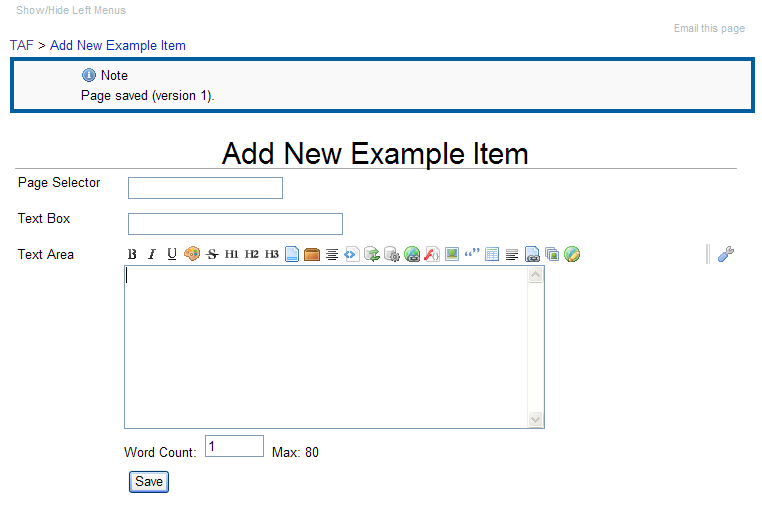 Show/Hide Left Menus
Email this page
TAF > Add New Example Item
Note
Page saved (version 1).
Add New Example Item
Page Selector
Text Box
Text Area B I U S H1 H2 H3
Word Count: 1 Max: 80
Save